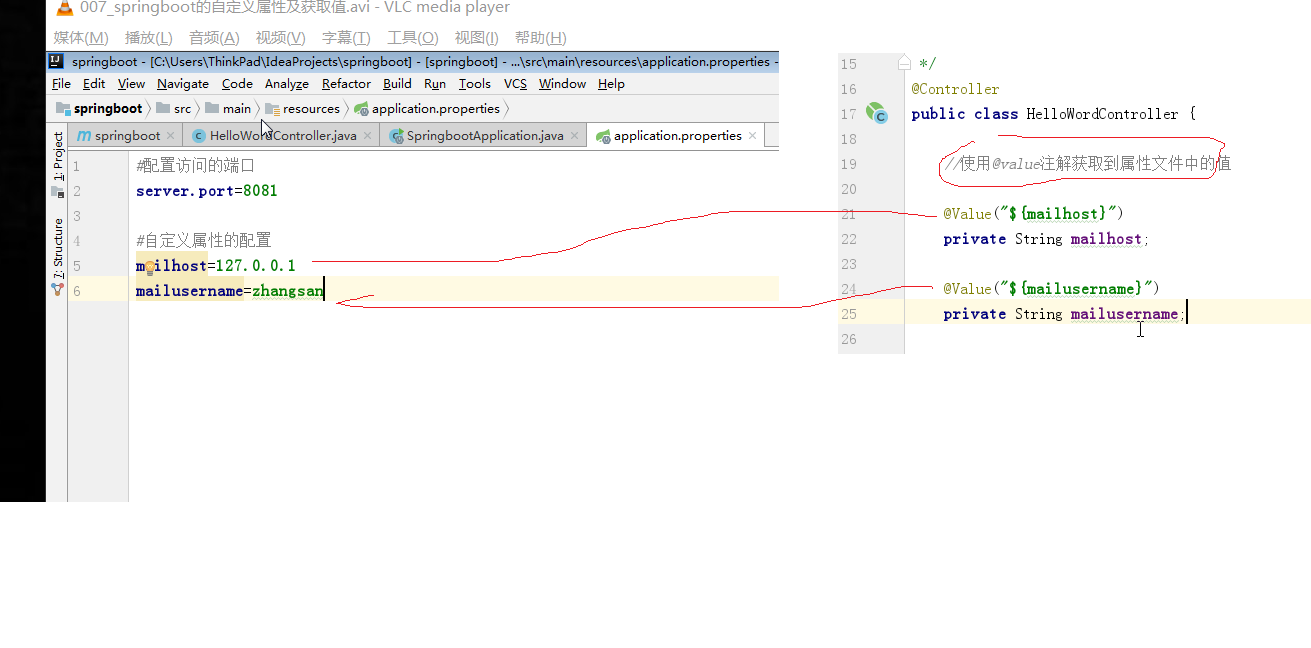 007_springboot的自定义属性及获取值.avi - VLC media player
媒体(M) 播放(L) 音频(A) 视频(V) 字幕(T) 工具(O) 视图(I) 帮助(H)
springboot - [C:\Users\ThinkPad\IdeaProjects\springboot] - [springboot] - ...\src\main\resources\application.properties -
File Edit View Navigate Code Analyze Refactor Build Run Tools VCS Window Help
springboot src main resources application.properties
springboot HelloWordController.java SpringbootApplication.java application.properties
1: Project
7: Structure
1 #配置访问的端口
2 server.port=8081
3
4 #自定义属性的配置
5 mailhost=127.0.0.1
6 mailusername=zhangsan
15 */
16 @Controller
17 public class HelloWordController {
18
19 //使用@value注解获取到属性文件中的值
20
21 @Value("${mailhost}")
22 private String mailhost;
23
24 @Value("${mailusername}")
25 private String mailusername;
26